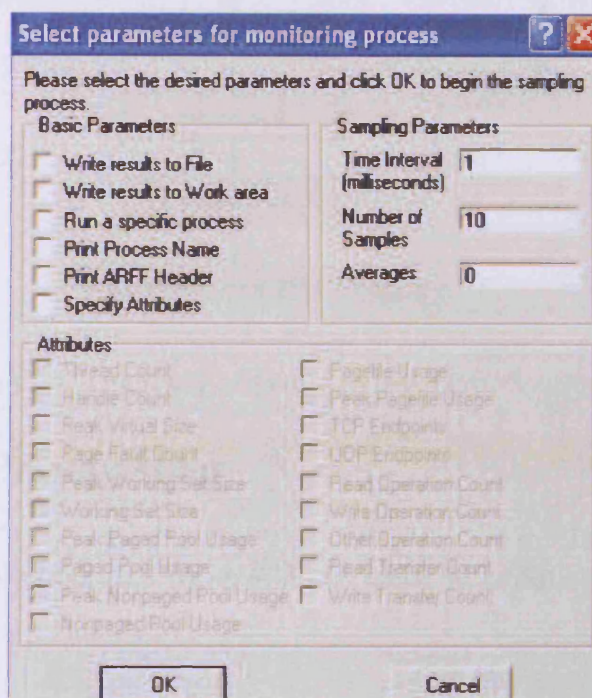 Select parameters for monitoring process
Please select the desired parameters and click OK to begin the sampling
process.
Basic Parameters
Write results to File
Write results to Work area
Run a specific process
Print Process Name
Print ARFF Header
Specify Attributes
Sampling Parameters
Time Interval
(milliseconds)
1
Number of
Samples
10
Averages
0
Attributes
Thread Count
Handle Count
Peak Virtual Size
Page Fault Count
Peak Working Set Size
Working Set Size
Peak Paged Pool Usage
Paged Pool Usage
Peak Nonpaged Pool Usage
Nonpaged Pool Usage
Pagefile Usage
Peak Pagefile Usage
TCP Endpoints
UDP Endpoints
Read Operation Count
Write Operation Count
Other Operation Count
Read Transfer Count
Write Transfer Count
OK
Cancel